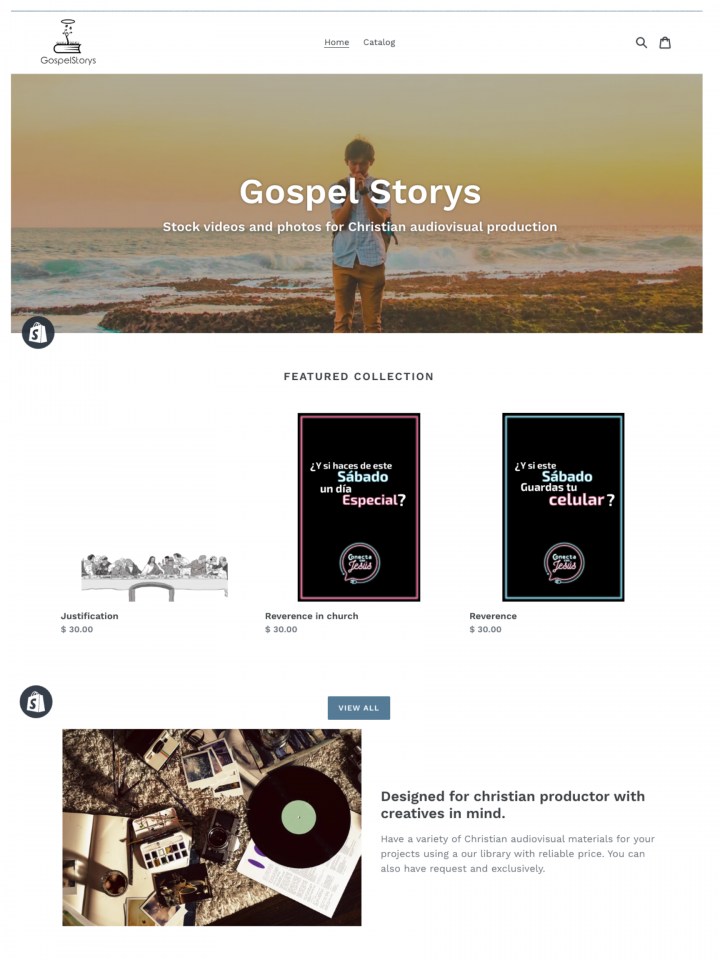 GospelStorys
Home
Catalog
Gospel Storys
Stock videos and photos for Christian audiovisual production
S
FEATURED COLLECTION
¿Y si haces de este
Sábado
un día
Especial?
Conecta
Jesús
¿Y si este
Sábado
Guardas tu
celular?
Conecta
Jesús
Justification
$ 30.00
Reverence in church
$ 30.00
Reverence
$ 30.00
S
VIEW ALL
Designed for christian productor with
creatives in mind.
Have a variety of Christian audiovisual materials for your
projects using a our library with reliable price. You can
also have request and exclusively.